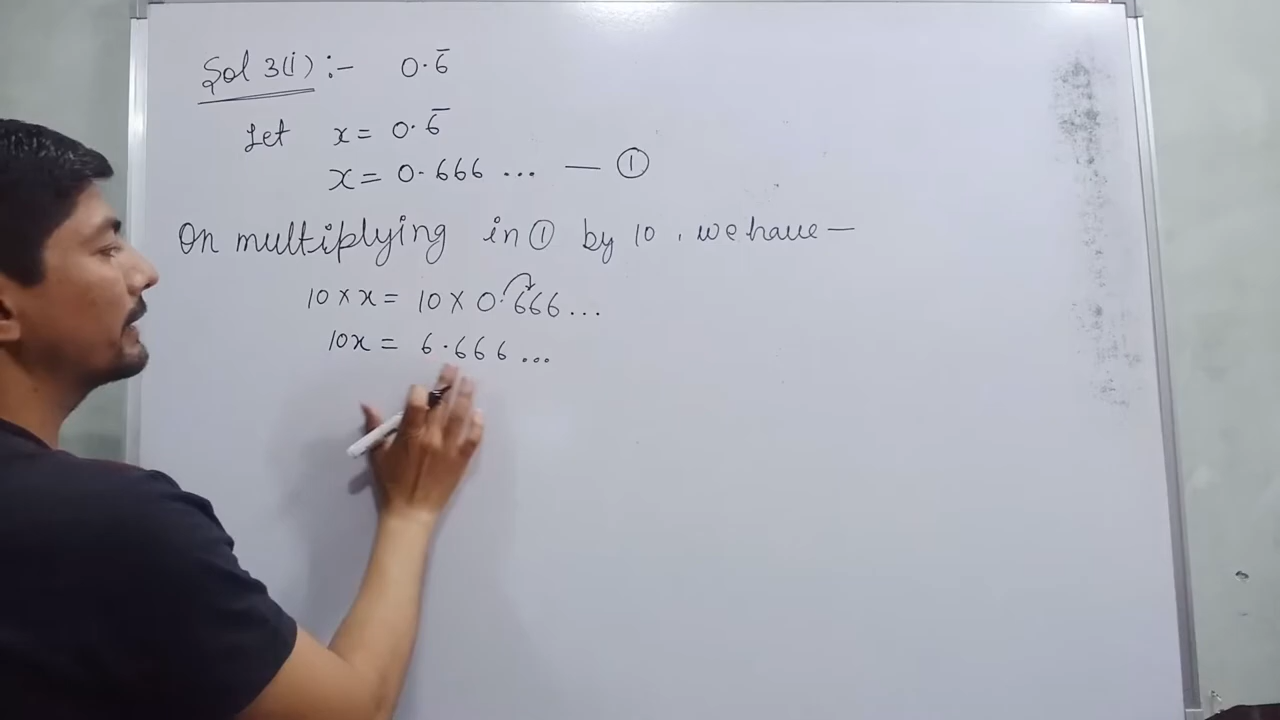 Sol 3(i) :- 0.6̅
Let x = 0.6̅
x = 0.666 ... — ①
On multiplying in ① by 10, we have —
10 × x = 10 × 0.666...
10x = 6.666 ...